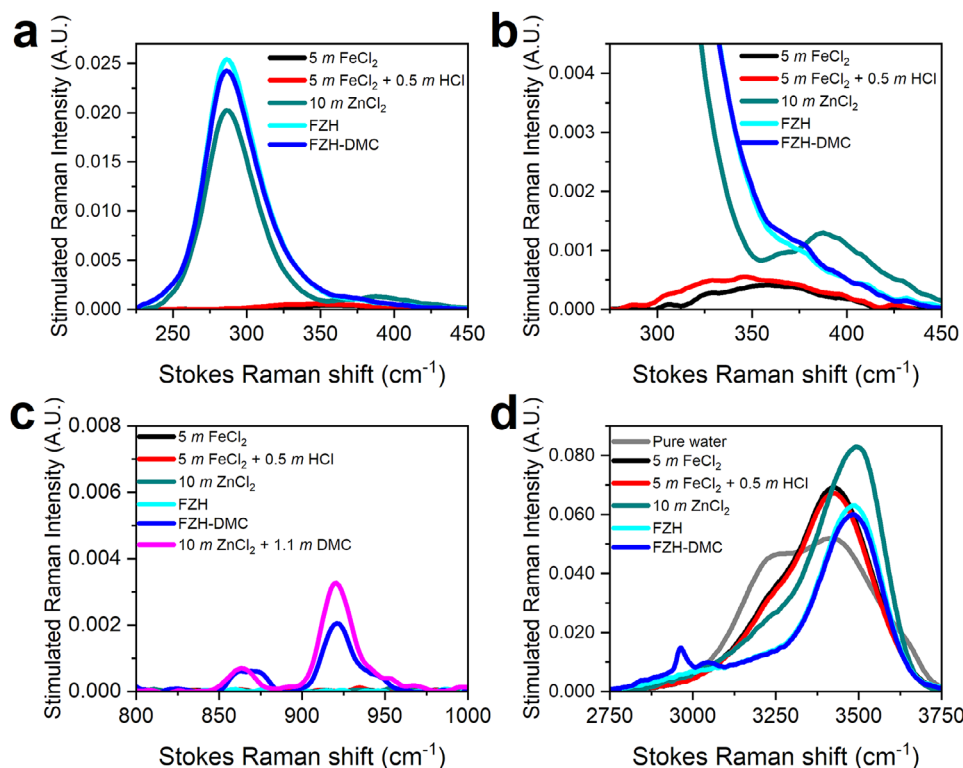 a
Stimulated Raman Intensity (A.U.)
0.025
0.020
0.015
0.010
0.005
0.000
5 m FeCl₂
5 m FeCl₂ + 0.5 m HCl
10 m ZnCl₂
FZH
FZH-DMC
250 300 350 400 450
Stokes Raman shift (cm⁻¹)
b
Stimulated Raman Intensity (A.U.)
0.004
0.003
0.002
0.001
0.000
5 m FeCl₂
5 m FeCl₂ + 0.5 m HCl
10 m ZnCl₂
FZH
FZH-DMC
300 350 400 450
Stokes Raman shift (cm⁻¹)
c
Stimulated Raman Intensity (A.U.)
0.008
0.006
0.004
0.002
0.000
5 m FeCl₂
5 m FeCl₂ + 0.5 m HCl
10 m ZnCl₂
FZH
FZH-DMC
10 m ZnCl₂ + 1.1 m DMC
800 850 900 950 1000
Stokes Raman shift (cm⁻¹)
d
Stimulated Raman Intensity (A.U.)
0.080
0.060
0.040
0.020
0.000
Pure water
5 m FeCl₂
5 m FeCl₂ + 0.5 m HCl
10 m ZnCl₂
FZH
FZH-DMC
2750 3000 3250 3500 3750
Stokes Raman shift (cm⁻¹)